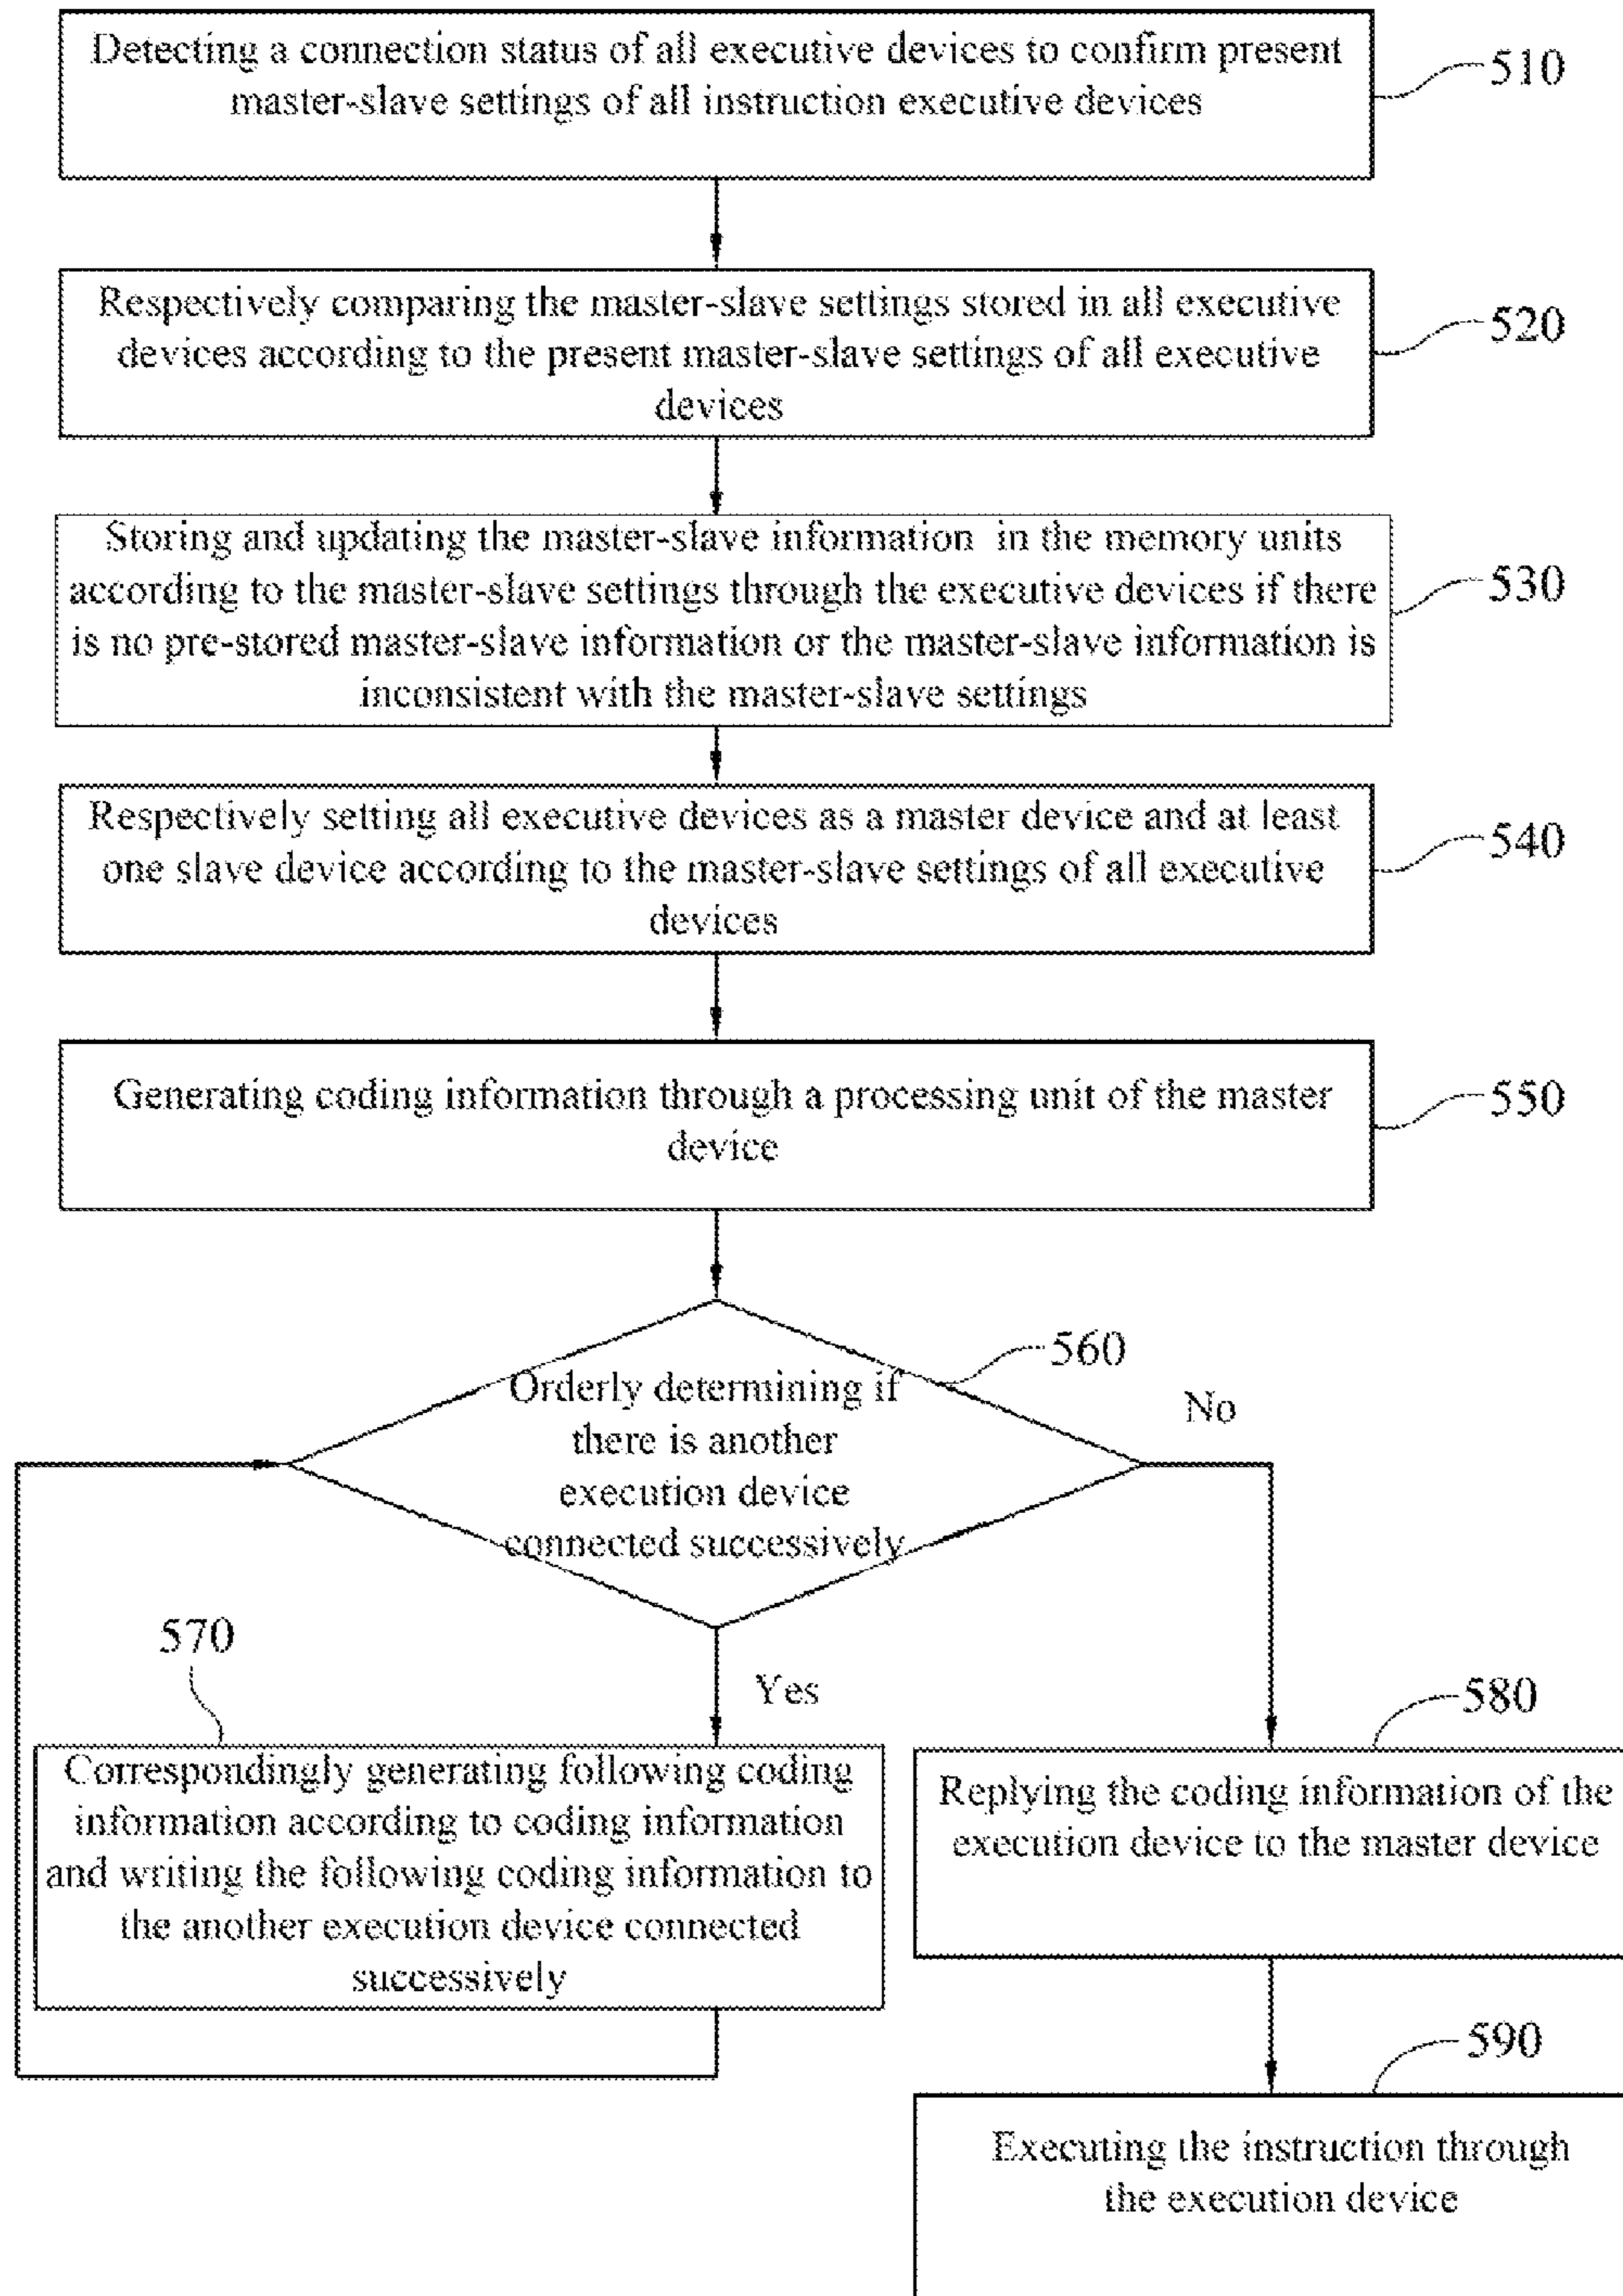 Detecting a connection status of all executive devices to confirm present
master-slave settings of all instruction executive devices
510
Respectively comparing the master-slave settings stored in all executive
devices according to the present master-slave settings of all executive
devices
520
Storing and updating the master-slave information in the memory units
according to the master-slave settings through the executive devices if there
is no pre-stored master-slave information or the master-slave information is
inconsistent with the master-slave settings
530
Respectively setting all executive devices as a master device and at least
one slave device according to the master-slave settings of all executive
devices
540
Generating coding information through a processing unit of the master
device
550
560
Orderly determining if
there is another
execution device
connected successively
No
Yes
570
Correspondingly generating following coding
information according to coding information
and writing the following coding information to
the another execution device connected
successively
580
Replying the coding information of the
execution device to the master device
590
Executing the instruction through
the execution device